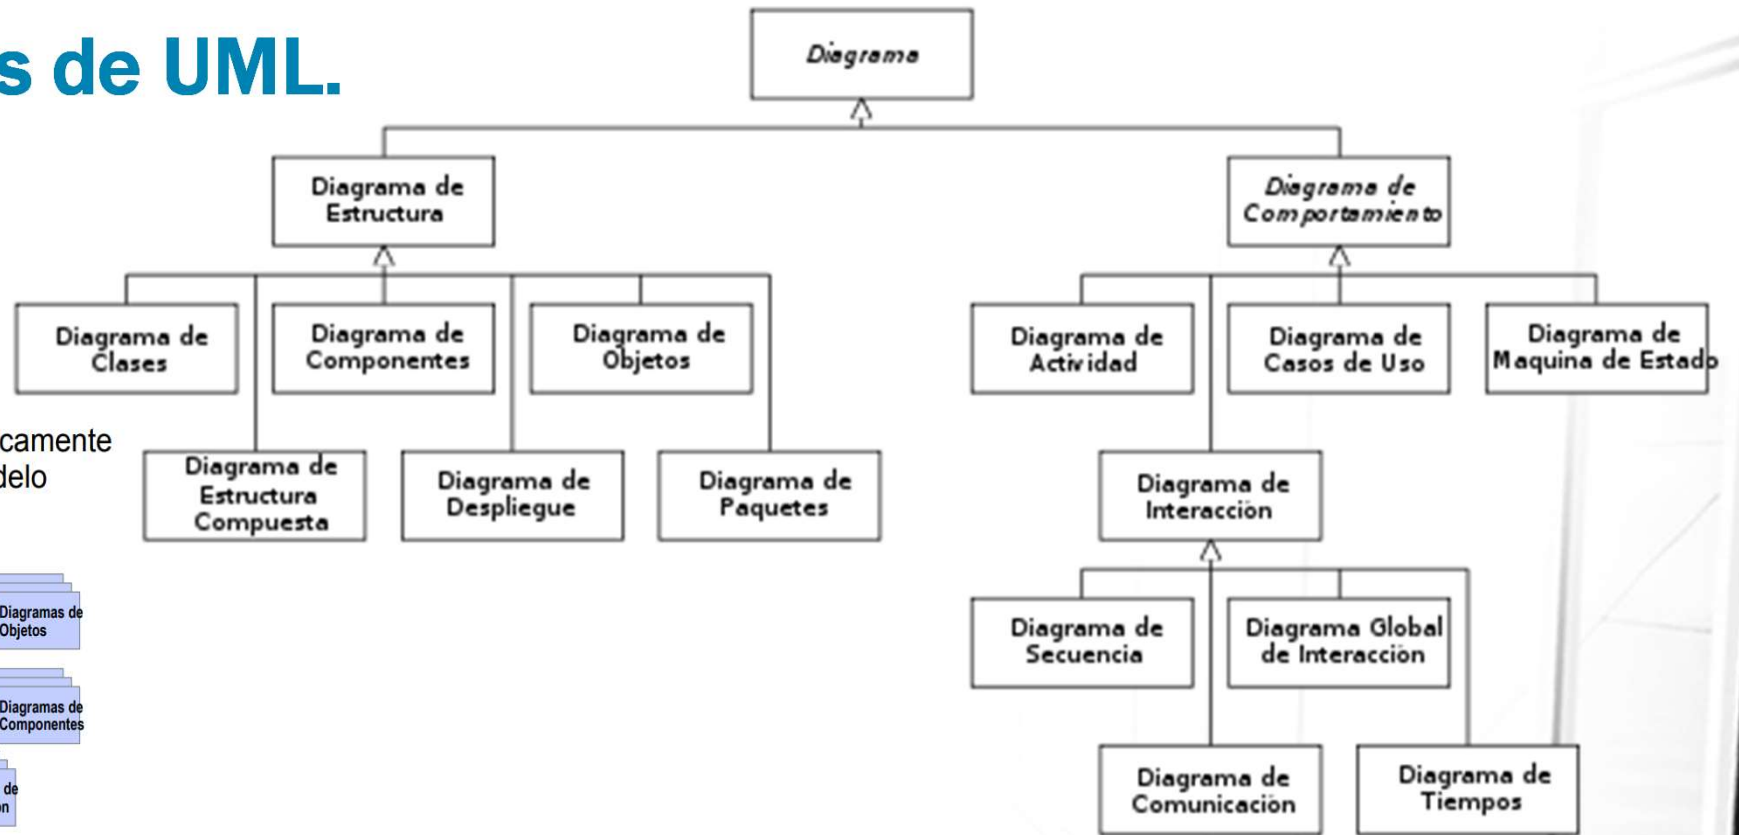 s de UML.
Diagrama
Diagrama de
Estructura
Diagrama de
Comportamiento
Diagrama de
Clases
Diagrama de
Componentes
Diagrama de
Objetos
Diagrama de
Actividad
Diagrama de
Casos de Uso
Diagrama de
Maquina de Estado
camente
delo
Diagrama de
Estructura
Compuesta
Diagrama de
Despliegue
Diagrama de
Paquetes
Diagrama de
Interacción
Diagramas de
Objetos
Diagrama de
Secuencia
Diagrama Global
de Interacción
Diagramas de
Componentes
Diagrama de
Comunicación
Diagrama de
Tiempos
de